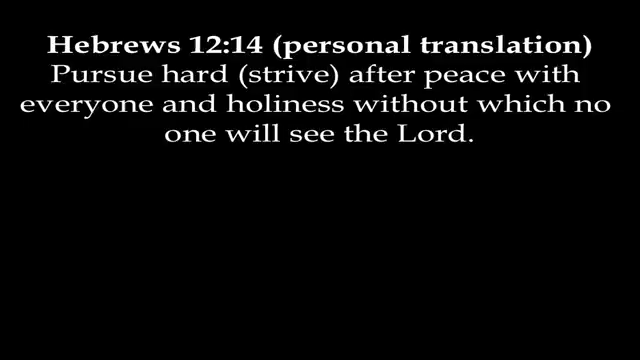 Hebrews 12:14 (personal translation)
Pursue hard (strive) after peace with
everyone and holiness without which no
one will see the Lord.